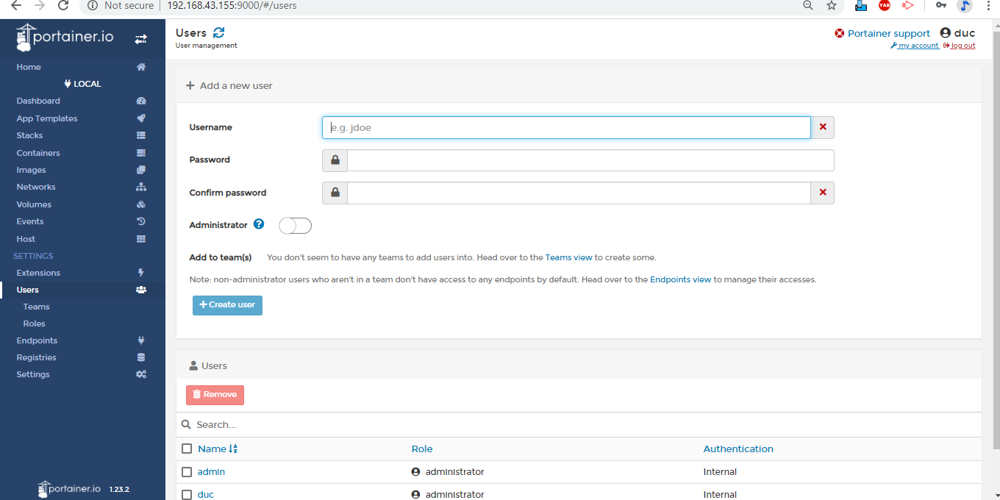 Not secure | 192.168.43.155:9000/#/users
YAB
portainer.io
Home
LOCAL
Dashboard
App Templates
Stacks
Containers
Images
Networks
Volumes
Events
Host
SETTINGS
Extensions
Users
Teams
Roles
Endpoints
Registries
Settings
portainer.io 1.23.2
Users
User management
Portainer support duc
my account log out
+ Add a new user
Username e.g. jdoe
Password
Confirm password
Administrator ?
Add to team(s) You don't seem to have any teams to add users into. Head over to the Teams view to create some.
Note: non-administrator users who aren't in a team don't have access to any endpoints by default. Head over to the Endpoints view to manage their accesses.
+ Create user
Users
Remove
Search...
Name Role Authentication
admin administrator Internal
duc administrator Internal